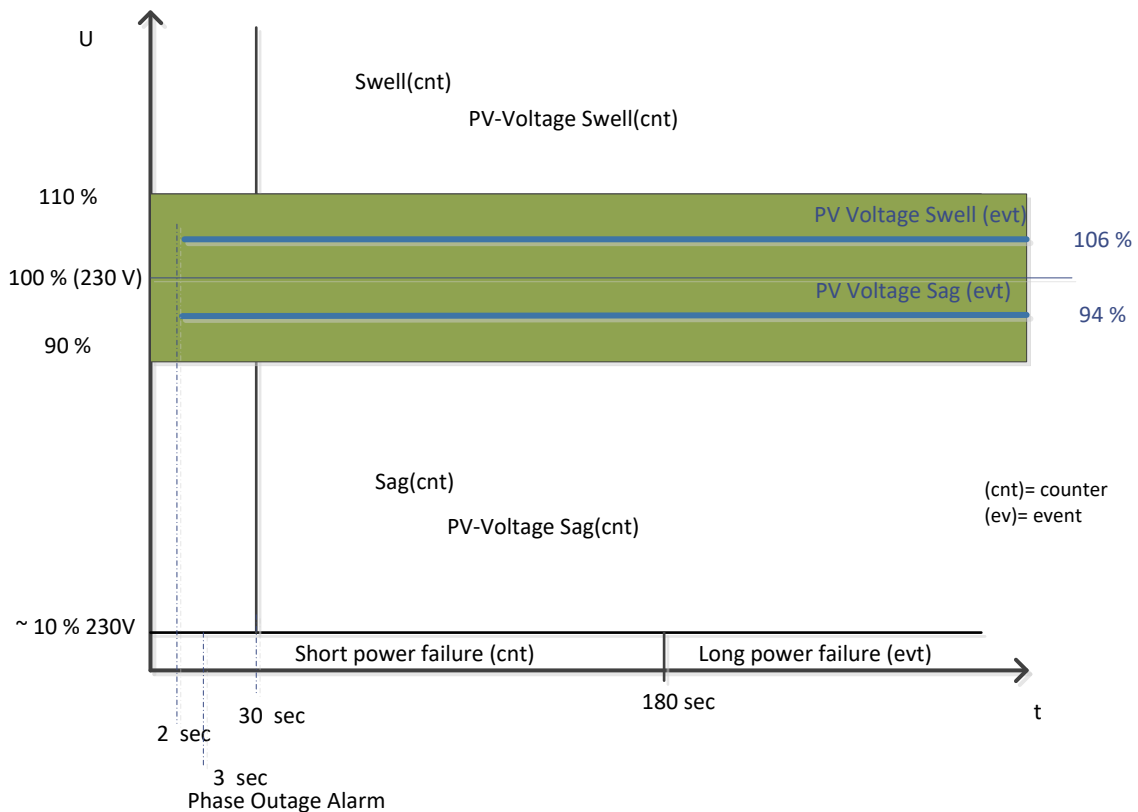 U
Swell(cnt)
PV-Voltage Swell(cnt)
110 %
PV Voltage Swell (evt)
106 %
100 % (230 V)
PV Voltage Sag (evt)
94 %
90 %
Sag(cnt)
(cnt)= counter
PV-Voltage Sag(cnt)
(ev)= event
~ 10 % 230V
Short power failure (cnt)
Long power failure (evt)
180 sec
30 sec
t
2 sec
3 sec
Phase Outage Alarm